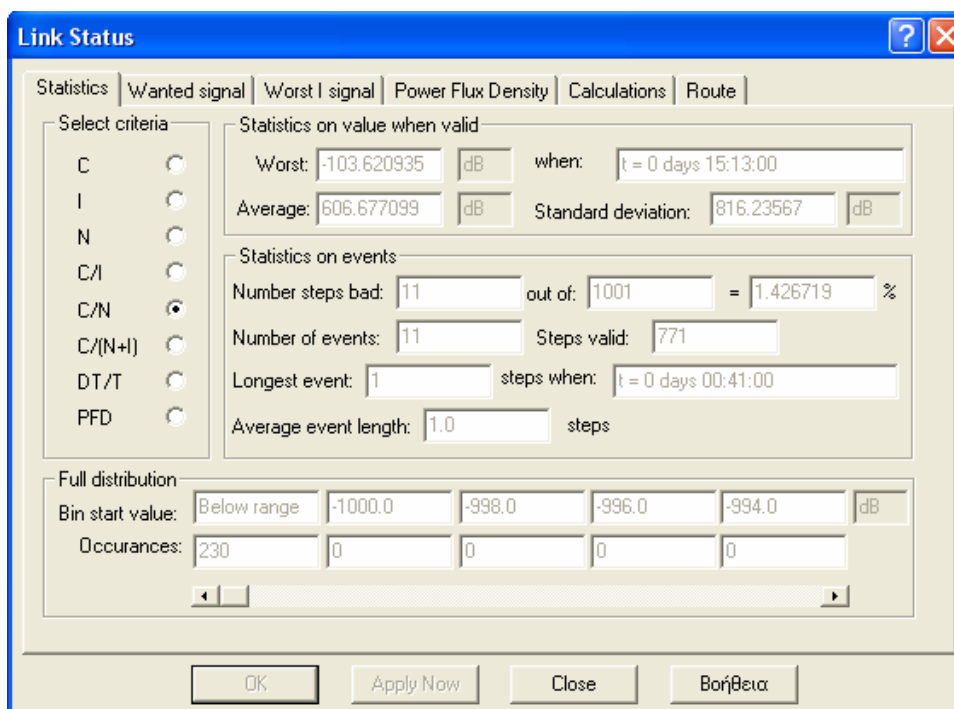 Link Status
Statistics Wanted signal Worst I signal Power Flux Density Calculations Route
Select criteria
C
I
N
C/I
C/N
C/(N+I)
DT/T
PFD
Statistics on value when valid
Worst: -103.620935 dB when: t = 0 days 15:13:00
Average: 606.677099 dB Standard deviation: 816.23567 dB
Statistics on events
Number steps bad: 11 out of: 1001 = 1.426719 %
Number of events: 11 Steps valid: 771
Longest event: 1 steps when: t = 0 days 00:41:00
Average event length: 1.0 steps
Full distribution
Bin start value: Below range -1000.0 -998.0 -996.0 -994.0 dB
Occurances: 230 0 0 0 0
OK Apply Now Close Βοήθεια